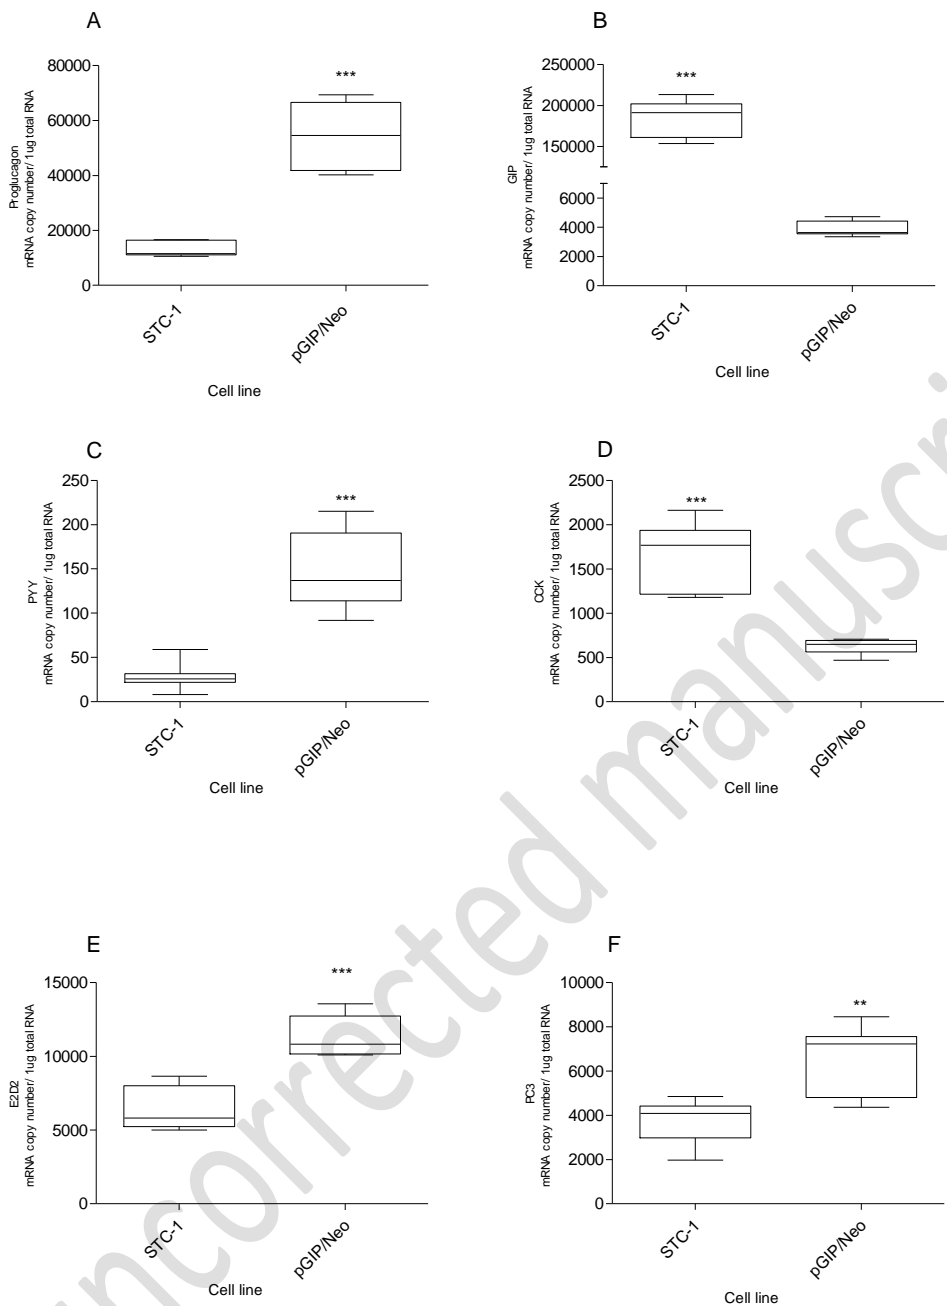 A
B
Proglucagon
mRNA copy number/ 1ug total RNA
80000
60000
40000
20000
0
***
STC-1
pGIP/Neo
Cell line
GIP
mRNA copy number/ 1ug total RNA
250000
200000
150000
6000
4000
2000
0
***
STC-1
pGIP/Neo
Cell line
C
D
PYY
mRNA copy number/ 1ug total RNA
250
200
150
100
50
0
***
STC-1
pGIP/Neo
Cell line
CCK
mRNA copy number/ 1ug total RNA
2500
2000
1500
1000
500
0
***
STC-1
pGIP/Neo
Cell line
E
F
E2D2
mRNA copy number/ 1ug total RNA
15000
10000
5000
0
***
STC-1
pGIP/Neo
Cell line
PC3
mRNA copy number/ 1ug total RNA
10000
8000
6000
4000
2000
0
**
STC-1
pGIP/Neo
Cell line
incorrected manuscri